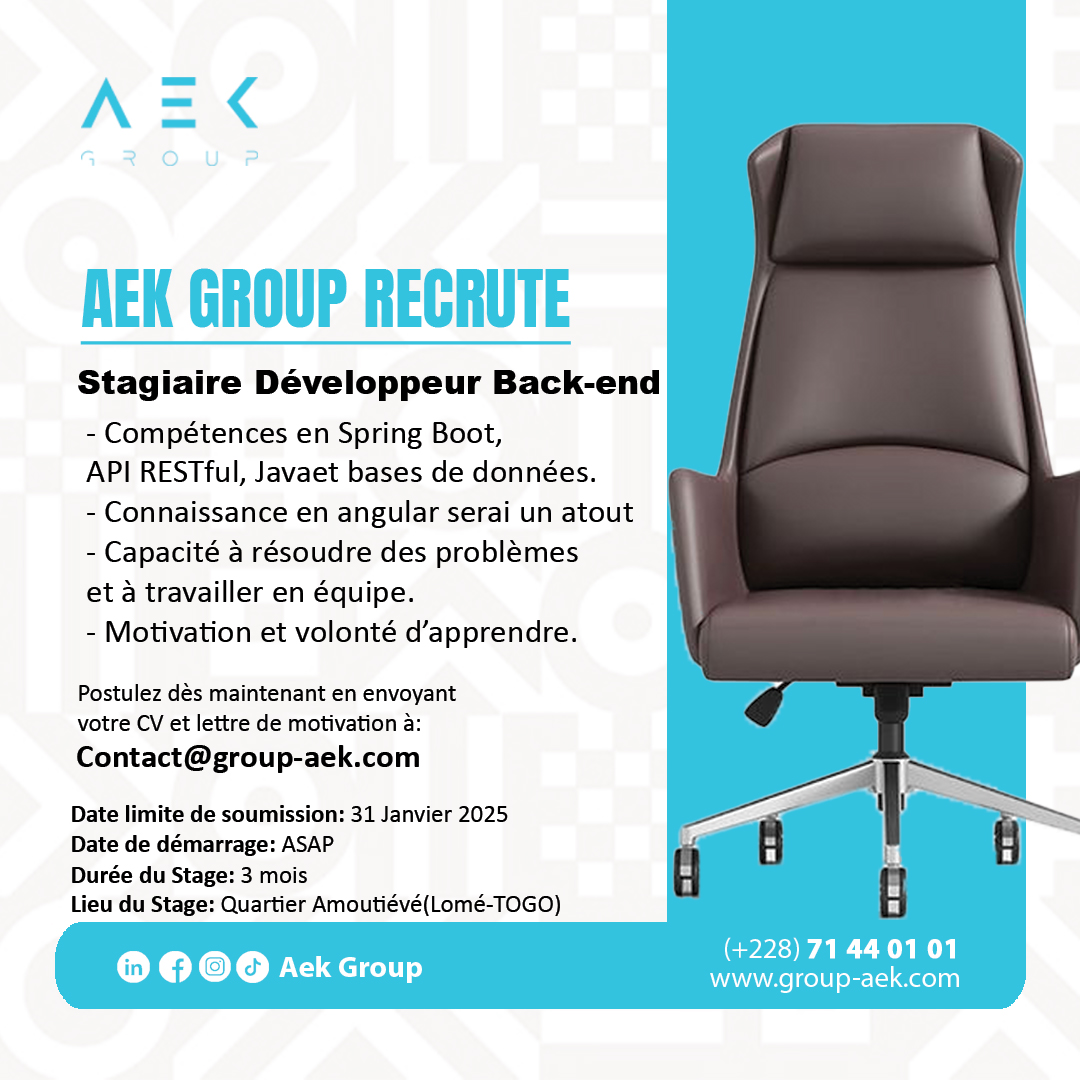 AEK
GROUP
AEK GROUP RECRUTE
Stagiaire Développeur Back-end
- Compétences en Spring Boot,
API RESTful, Javaet bases de données.
- Connaissance en angular serai un atout
- Capacité à résoudre des problèmes
et à travailler en équipe.
- Motivation et volonté d’apprendre.
Postulez dès maintenant en envoyant
votre CV et lettre de motivation à:
Contact@group-aek.com
Date limite de soumission: 31 Janvier 2025
Date de démarrage: ASAP
Durée du Stage: 3 mois
Lieu du Stage: Quartier Amoutiévé(Lomé-TOGO)
Aek Group
(+228) 71 44 01 01
www.group-aek.com